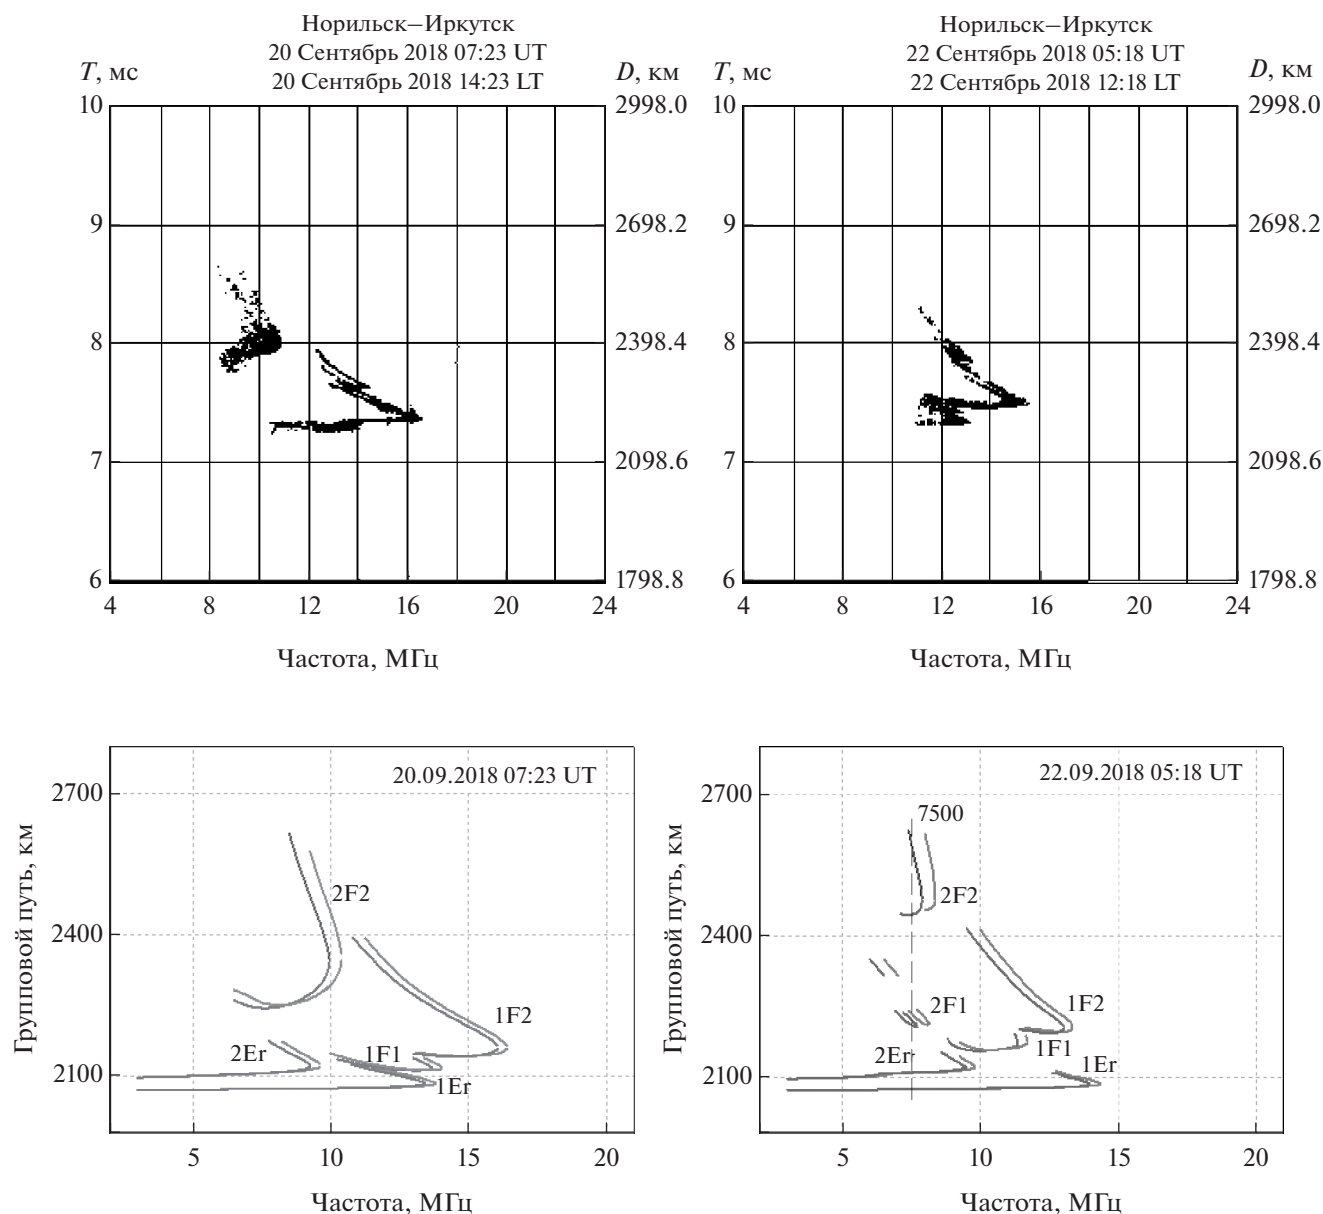 Норильск–Иркутск
20 Сентябрь 2018 07:23 UT
20 Сентябрь 2018 14:23 LT
T, мс
D, км
10
9
8
7
6
2998.0
2698.2
2398.4
2098.6
1798.8
4 8 12 16 20 24
Частота, МГц
Норильск–Иркутск
22 Сентябрь 2018 05:18 UT
22 Сентябрь 2018 12:18 LT
T, мс
D, км
10
9
8
7
6
2998.0
2698.2
2398.4
2098.6
1798.8
4 8 12 16 20 24
Частота, МГц
20.09.2018 07:23 UT
Групповой путь, км
2700
2400
2100
2F2
1F2
2Er
1F1
1Er
5 10 15 20
Частота, МГц
22.09.2018 05:18 UT
Групповой путь, км
2700
2400
2100
7500
2F2
2F1
1F2
2Er
1F1
1Er
5 10 15 20
Частота, МГц